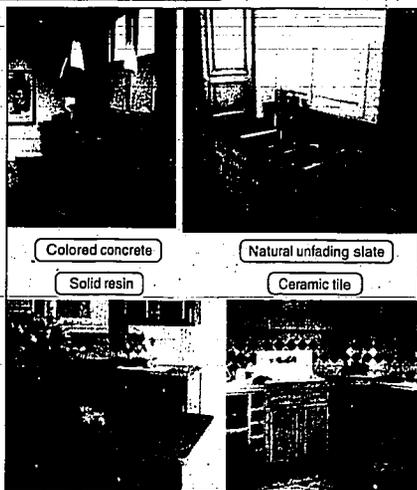 Colored concrete
Natural unfading slate
Solid resin
Ceramic tile